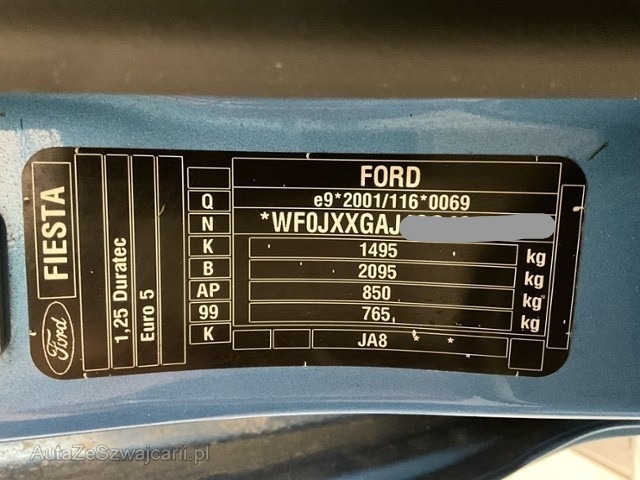 FORD
e9*2001/116*0069
*WF0JXXGAJ
1495 kg
2095 kg
850 kg
765 kg
JA8 * *
Q
N
K
B
AP
99
K
1,25 Duratec
Euro 5
FIESTA
Ford
AutaZeSzwajcarii.pl